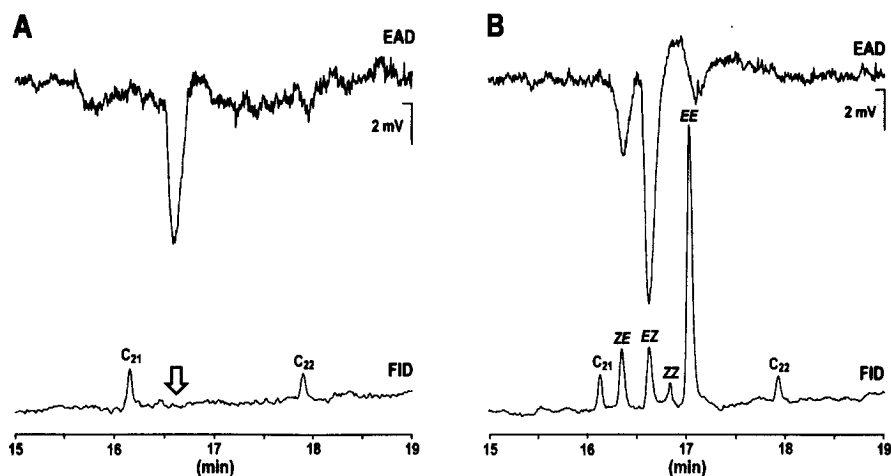 A
EAD
2 mV
C21
C22
FID
15 16 17 18 19
(min)
B
EAD
2 mV
EE
C21
ZE
EZ
ZZ
C22
FID
15 16 17 18 19
(min)